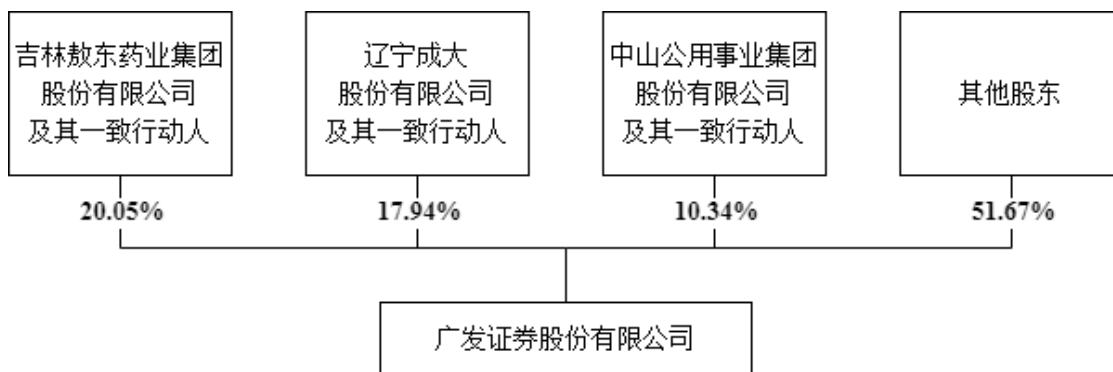 吉林敖东药业集团
股份有限公司
及其一致行动人
辽宁成大
股份有限公司
及其一致行动人
中山公用事业集团
股份有限公司
及其一致行动人
其他股东
20.05%
17.94%
10.34%
51.67%
广发证券股份有限公司